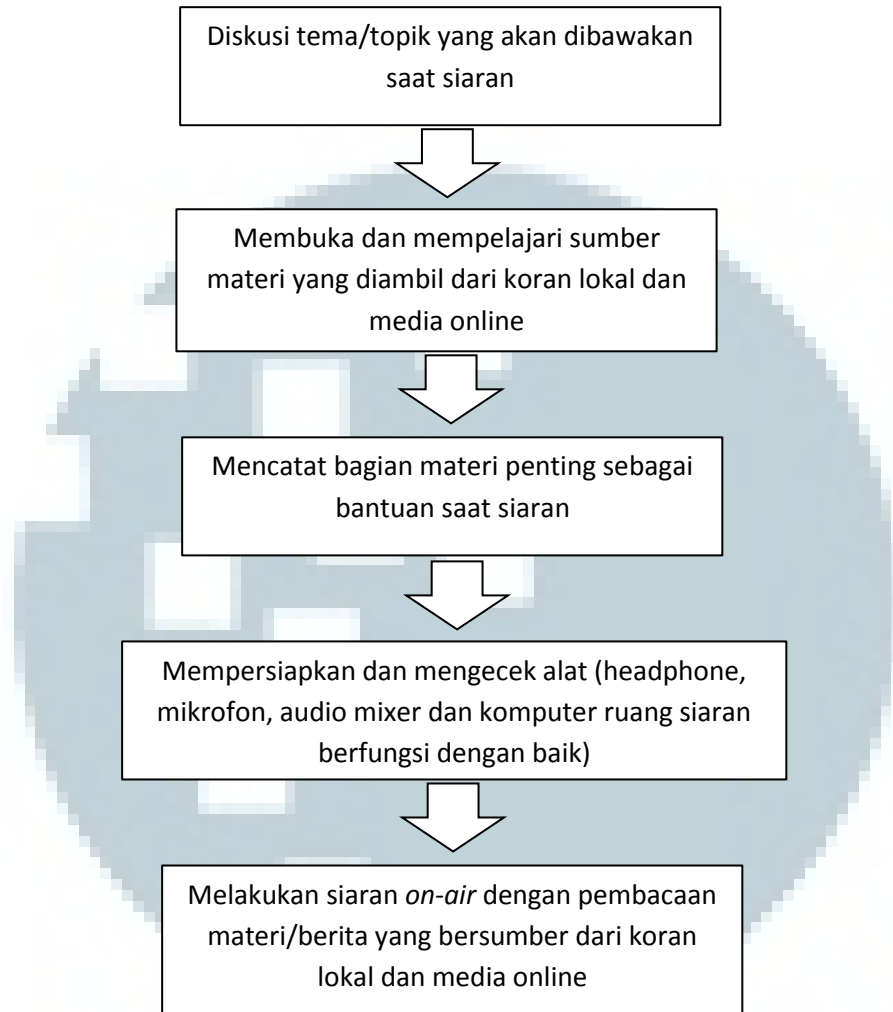 Diskusi tema/topik yang akan dibawakan
saat siaran
Membuka dan mempelajari sumber
materi yang diambil dari koran lokal dan
media online
Mencatat bagian materi penting sebagai
bantuan saat siaran
Mempersiapkan dan mengecek alat (headphone,
mikrofon, audio mixer dan komputer ruang siaran
berfungsi dengan baik)
Melakukan siaran on-air dengan pembacaan
materi/berita yang bersumber dari koran
lokal dan media online